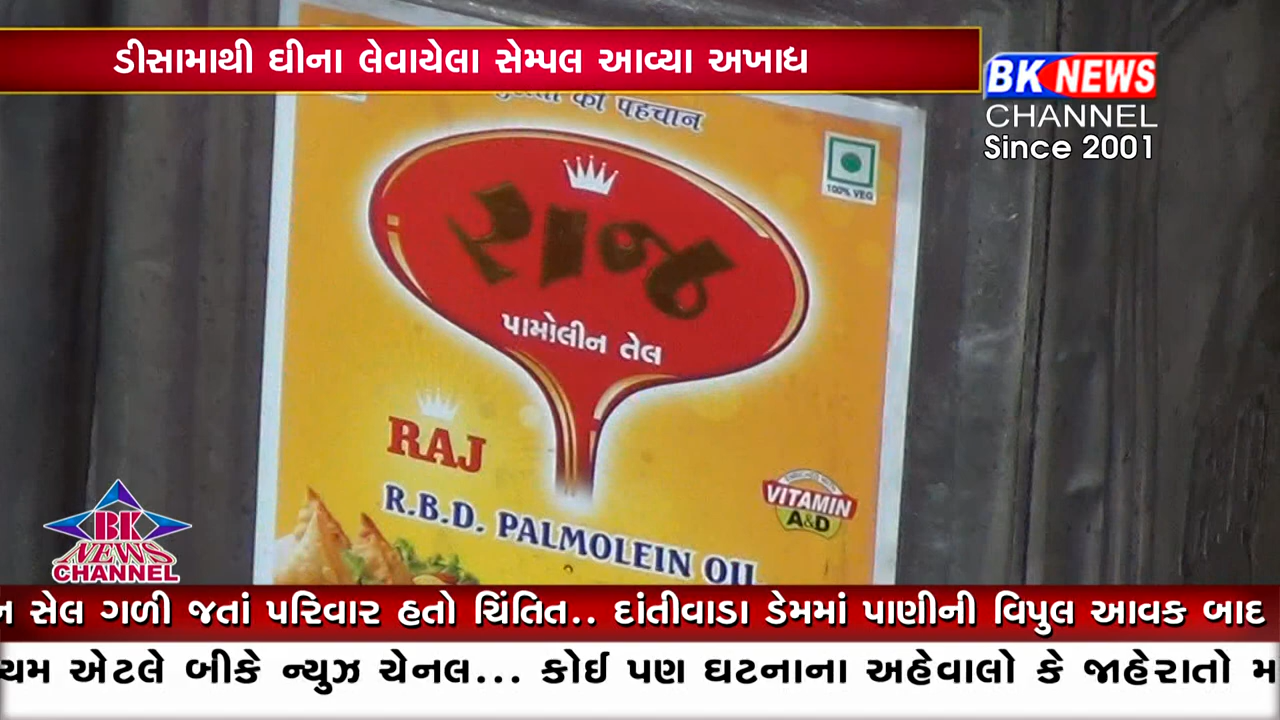 ડીસામાથી ઘીના લેવાયેલા સેમ્પલ આવ્યા અખાધ
BK NEWS
CHANNEL
Since 2001
की पहचान
100% VEG
રાજ
પામોલીન તેલ
RAJ
R.B.D. PALMOLEIN OIL
VITAMIN
A&D
BK
NEWS
CHANNEL
સેલ ગળી જતાં પરિવાર હતો ચિંતિત.. દાંતીવાડા ડેમમાં પાણીની વિપુલ આવક બાદ
એટલે બીકે ન્યુઝ ચેનલ... કોઈ પણ ઘટનાના અહેવાલો કે જાહેરાતો